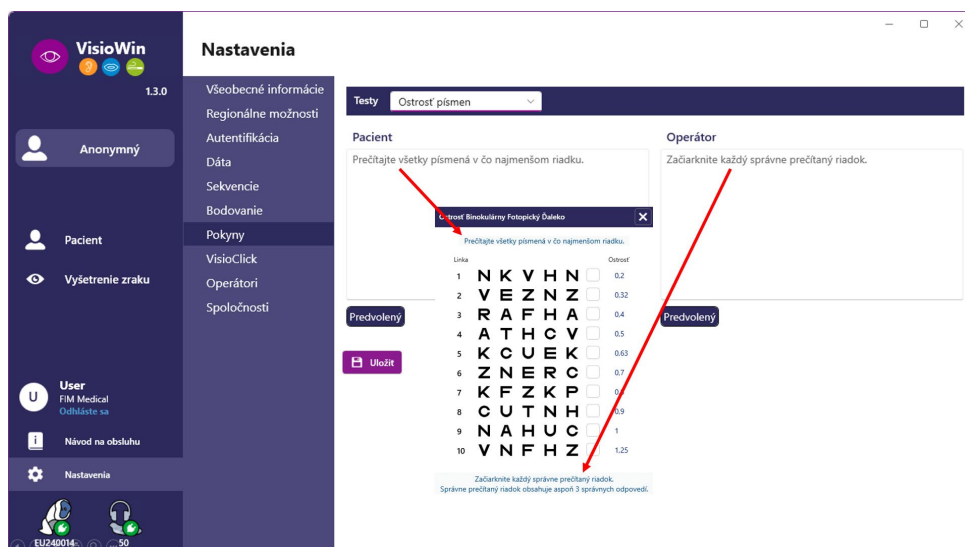 VisioWin
1.3.0
Anonymný
Pacient
Vyšetrenie zraku
U
User
FIM Medical
Odhláste sa
Návod na obsluhu
Nastavenia
EU240014
50
Nastavenia
Všeobecné informácie
Regionálne možnosti
Autentifikácia
Dáta
Sekvencie
Bodovanie
Pokyny
VisioClick
Operátori
Spoločnosti
Testy Ostrosť písmen
Pacient
Prečítajte všetky písmená v čo najmenšom riadku.
Predvolený
Uložit
Operátor
Začiarknite každý správne prečítaný riadok.
Predvolený
Ostrosť Binokulárny Fotopický Ďaleko
Prečítajte všetky písmená v čo najmenšom riadku.
Linka Ostrosť
1 N K V H N 0.2
2 V E Z N Z 0.32
3 R A F H A 0.4
4 A T H C V 0.5
5 K C U E K 0.63
6 Z N E R C 0.7
7 K F Z K P
8 C U T N H 0.9
9 N A H U C 1
10 V N F H Z 1.25
Začiarknite každý správne prečítaný riadok.
Správne prečítaný riadok obsahuje aspoň 3 správnych odpovedí.